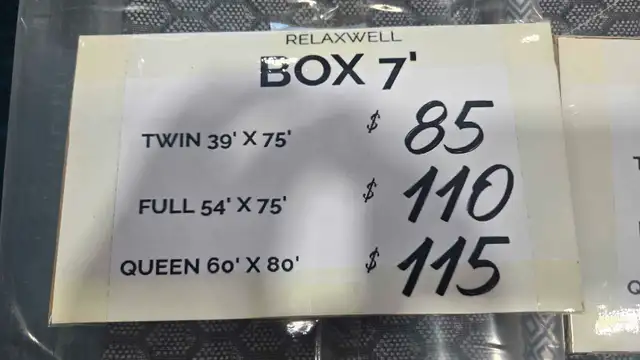 RELAXWELL
BOX 7'
TWIN 39' X 75' $ 85
FULL 54' X 75' $ 110
QUEEN 60' X 80' $ 115